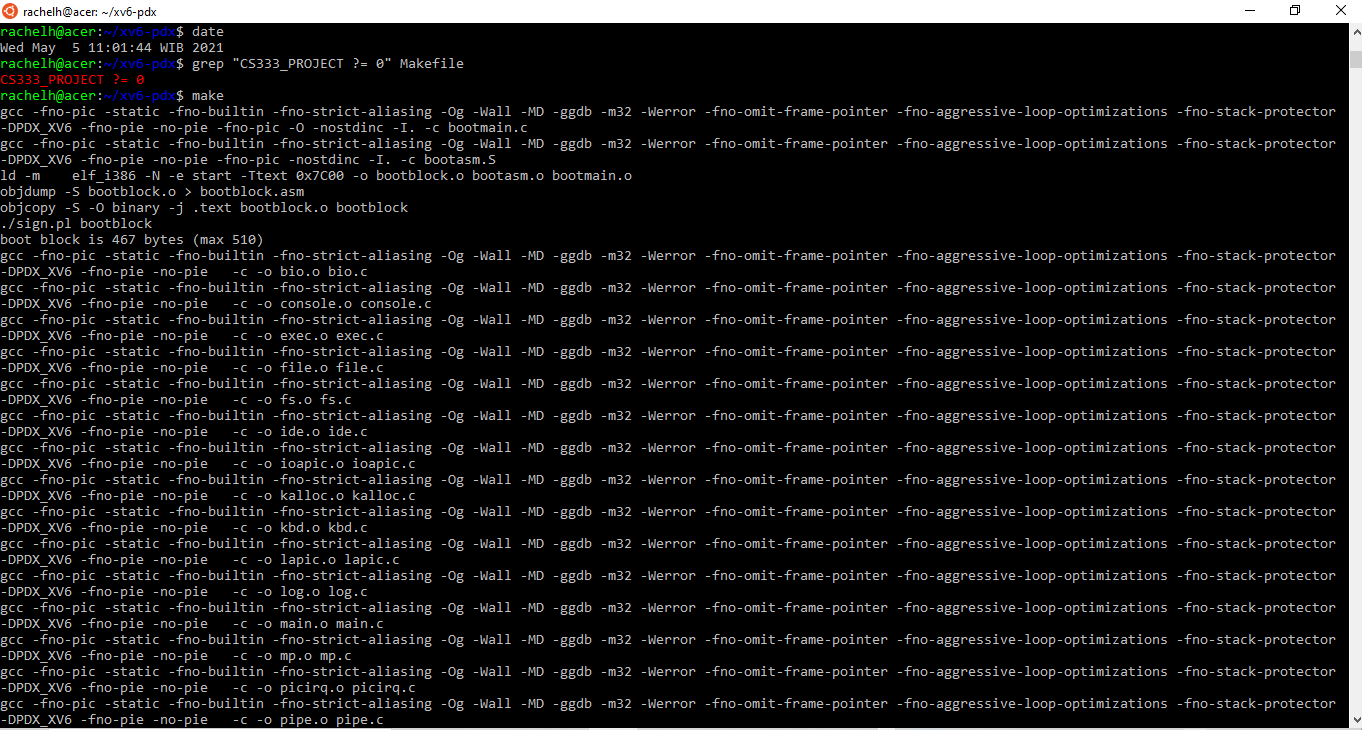 rachelh@acer: ~/xv6-pdx
rachelh@acer:~/xv6-pdx$ date
Wed May  5 11:01:44 WIB 2021
rachelh@acer:~/xv6-pdx$ grep "CS333_PROJECT ?= 0" Makefile
CS333_PROJECT ?= 0
rachelh@acer:~/xv6-pdx$ make
gcc -fno-pic -static -fno-builtin -fno-strict-aliasing -Og -Wall -MD -ggdb -m32 -Werror -fno-omit-frame-pointer -fno-aggressive-loop-optimizations -fno-stack-protector
-DPDX_XV6 -fno-pie -no-pie -fno-pic -O -nostdinc -I. -c bootmain.c
gcc -fno-pic -static -fno-builtin -fno-strict-aliasing -Og -Wall -MD -ggdb -m32 -Werror -fno-omit-frame-pointer -fno-aggressive-loop-optimizations -fno-stack-protector
-DPDX_XV6 -fno-pie -no-pie -fno-pic -nostdinc -I. -c bootasm.S
ld -m    elf_i386 -N -e start -Ttext 0x7C00 -o bootblock.o bootasm.o bootmain.o
objdump -S bootblock.o > bootblock.asm
objcopy -S -O binary -j .text bootblock.o bootblock
./sign.pl bootblock
boot block is 467 bytes (max 510)
gcc -fno-pic -static -fno-builtin -fno-strict-aliasing -Og -Wall -MD -ggdb -m32 -Werror -fno-omit-frame-pointer -fno-aggressive-loop-optimizations -fno-stack-protector
-DPDX_XV6 -fno-pie -no-pie   -c -o bio.o bio.c
gcc -fno-pic -static -fno-builtin -fno-strict-aliasing -Og -Wall -MD -ggdb -m32 -Werror -fno-omit-frame-pointer -fno-aggressive-loop-optimizations -fno-stack-protector
-DPDX_XV6 -fno-pie -no-pie   -c -o console.o console.c
gcc -fno-pic -static -fno-builtin -fno-strict-aliasing -Og -Wall -MD -ggdb -m32 -Werror -fno-omit-frame-pointer -fno-aggressive-loop-optimizations -fno-stack-protector
-DPDX_XV6 -fno-pie -no-pie   -c -o exec.o exec.c
gcc -fno-pic -static -fno-builtin -fno-strict-aliasing -Og -Wall -MD -ggdb -m32 -Werror -fno-omit-frame-pointer -fno-aggressive-loop-optimizations -fno-stack-protector
-DPDX_XV6 -fno-pie -no-pie   -c -o file.o file.c
gcc -fno-pic -static -fno-builtin -fno-strict-aliasing -Og -Wall -MD -ggdb -m32 -Werror -fno-omit-frame-pointer -fno-aggressive-loop-optimizations -fno-stack-protector
-DPDX_XV6 -fno-pie -no-pie   -c -o fs.o fs.c
gcc -fno-pic -static -fno-builtin -fno-strict-aliasing -Og -Wall -MD -ggdb -m32 -Werror -fno-omit-frame-pointer -fno-aggressive-loop-optimizations -fno-stack-protector
-DPDX_XV6 -fno-pie -no-pie   -c -o ide.o ide.c
gcc -fno-pic -static -fno-builtin -fno-strict-aliasing -Og -Wall -MD -ggdb -m32 -Werror -fno-omit-frame-pointer -fno-aggressive-loop-optimizations -fno-stack-protector
-DPDX_XV6 -fno-pie -no-pie   -c -o ioapic.o ioapic.c
gcc -fno-pic -static -fno-builtin -fno-strict-aliasing -Og -Wall -MD -ggdb -m32 -Werror -fno-omit-frame-pointer -fno-aggressive-loop-optimizations -fno-stack-protector
-DPDX_XV6 -fno-pie -no-pie   -c -o kalloc.o kalloc.c
gcc -fno-pic -static -fno-builtin -fno-strict-aliasing -Og -Wall -MD -ggdb -m32 -Werror -fno-omit-frame-pointer -fno-aggressive-loop-optimizations -fno-stack-protector
-DPDX_XV6 -fno-pie -no-pie   -c -o kbd.o kbd.c
gcc -fno-pic -static -fno-builtin -fno-strict-aliasing -Og -Wall -MD -ggdb -m32 -Werror -fno-omit-frame-pointer -fno-aggressive-loop-optimizations -fno-stack-protector
-DPDX_XV6 -fno-pie -no-pie   -c -o lapic.o lapic.c
gcc -fno-pic -static -fno-builtin -fno-strict-aliasing -Og -Wall -MD -ggdb -m32 -Werror -fno-omit-frame-pointer -fno-aggressive-loop-optimizations -fno-stack-protector
-DPDX_XV6 -fno-pie -no-pie   -c -o log.o log.c
gcc -fno-pic -static -fno-builtin -fno-strict-aliasing -Og -Wall -MD -ggdb -m32 -Werror -fno-omit-frame-pointer -fno-aggressive-loop-optimizations -fno-stack-protector
-DPDX_XV6 -fno-pie -no-pie   -c -o main.o main.c
gcc -fno-pic -static -fno-builtin -fno-strict-aliasing -Og -Wall -MD -ggdb -m32 -Werror -fno-omit-frame-pointer -fno-aggressive-loop-optimizations -fno-stack-protector
-DPDX_XV6 -fno-pie -no-pie   -c -o mp.o mp.c
gcc -fno-pic -static -fno-builtin -fno-strict-aliasing -Og -Wall -MD -ggdb -m32 -Werror -fno-omit-frame-pointer -fno-aggressive-loop-optimizations -fno-stack-protector
-DPDX_XV6 -fno-pie -no-pie   -c -o picirq.o picirq.c
gcc -fno-pic -static -fno-builtin -fno-strict-aliasing -Og -Wall -MD -ggdb -m32 -Werror -fno-omit-frame-pointer -fno-aggressive-loop-optimizations -fno-stack-protector
-DPDX_XV6 -fno-pie -no-pie   -c -o pipe.o pipe.c